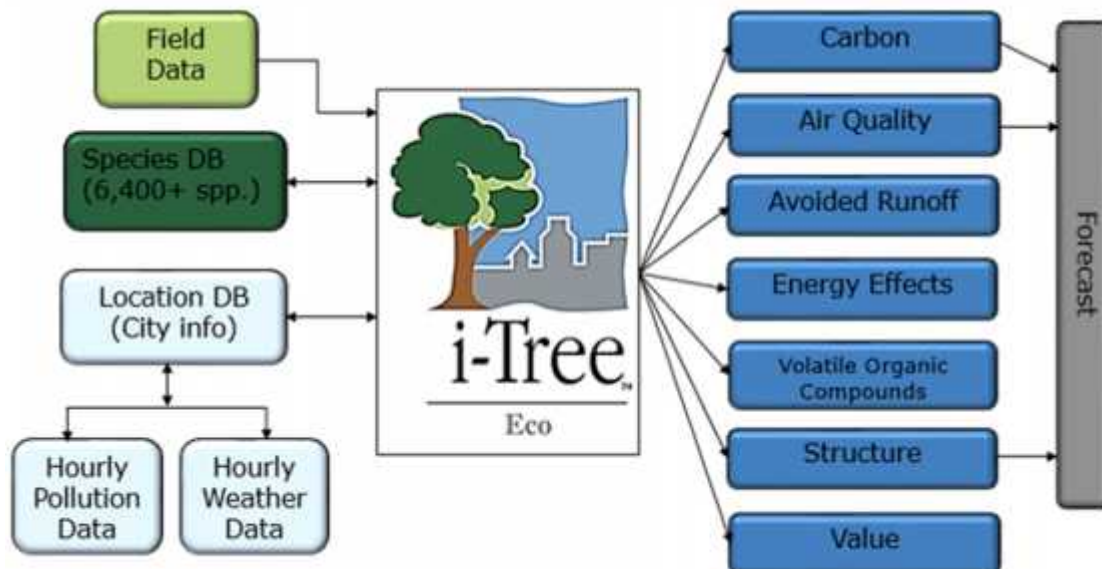 Field
Data
Species DB
(6,400+ spp.)
Location DB
(City info)
Hourly
Pollution
Data
Hourly
Weather
Data
i-Tree™
Eco
Carbon
Air Quality
Avoided Runoff
Energy Effects
Volatile Organic
Compounds
Structure
Value
Forecast